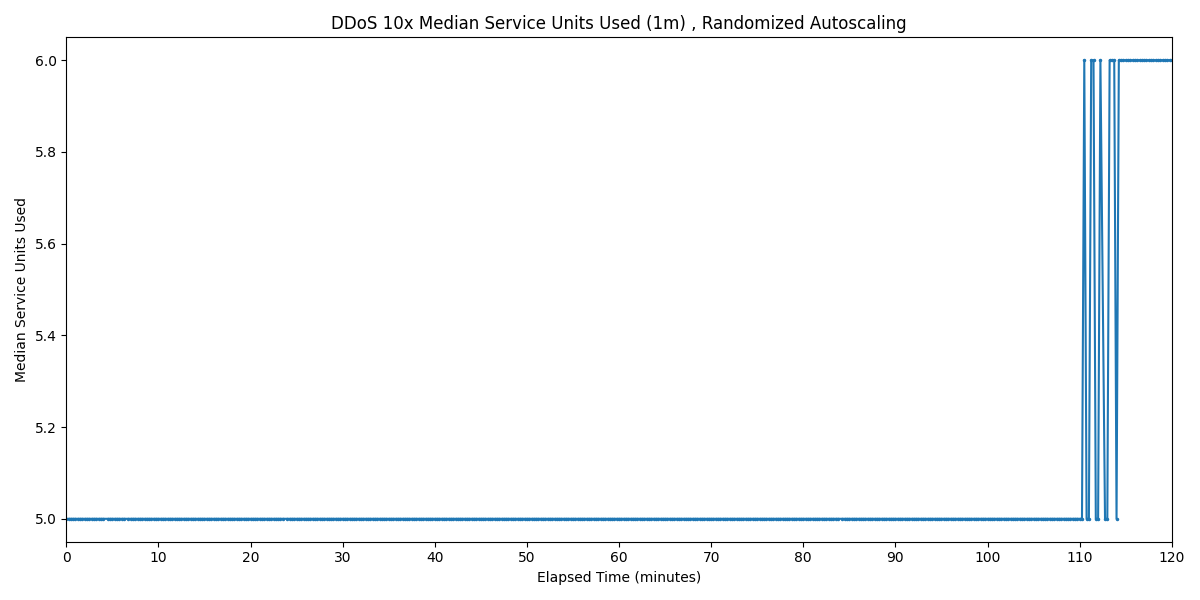 DDoS 10x Median Service Units Used (1m) , Randomized Autoscaling
Median Service Units Used
6.0
5.8
5.6
5.4
5.2
5.0
0 10 20 30 40 50 60 70 80 90 100 110 120
Elapsed Time (minutes)